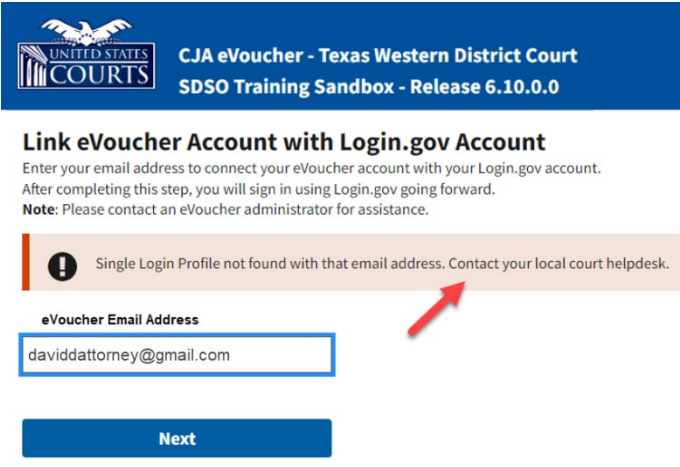 UNITED STATES
COURTS
CJA eVoucher - Texas Western District Court
SDSO Training Sandbox - Release 6.10.0.0
Link eVoucher Account with Login.gov Account
Enter your email address to connect your eVoucher account with your Login.gov account.
After completing this step, you will sign in using Login.gov going forward.
Note: Please contact an eVoucher administrator for assistance.
Single Login Profile not found with that email address. Contact your local court helpdesk.
eVoucher Email Address
daviddattorney@gmail.com
Next